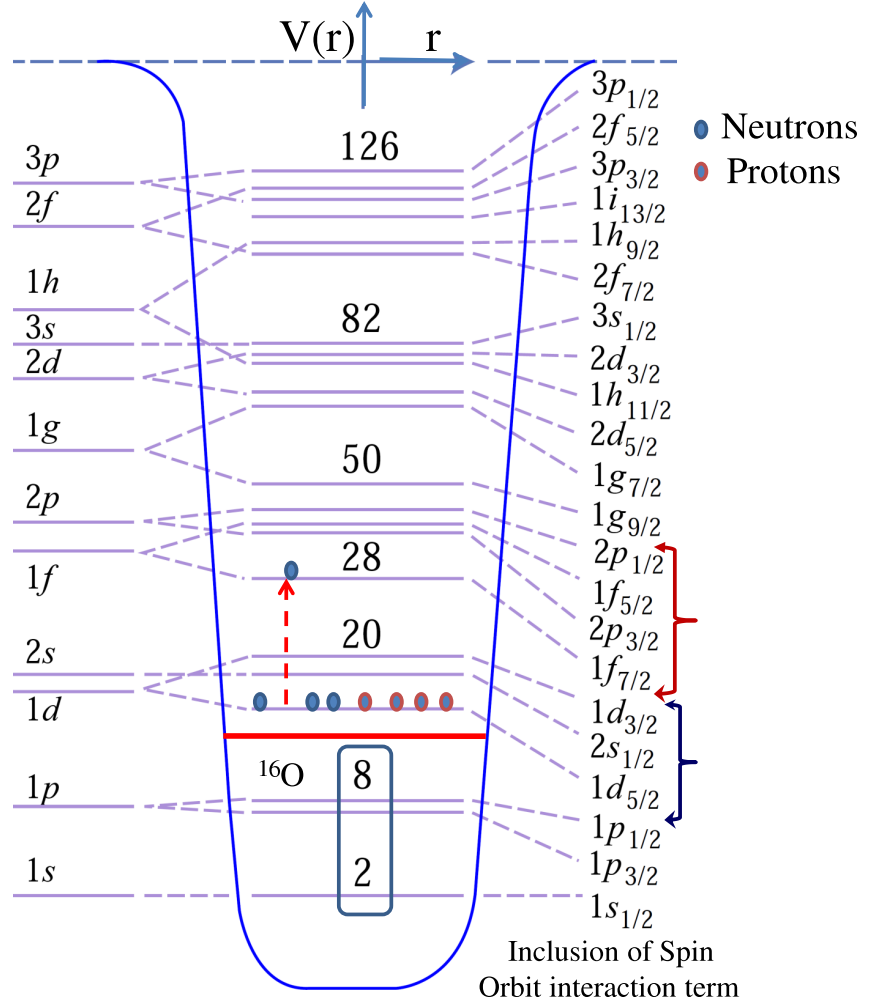 V(r) r
Neutrons
Protons
3p
2f
1h
3s
2d
1g
2p
1f
2s
1d
1p
1s
126
82
50
28
20
¹⁶O
8
2
3p1/2
2f5/2
3p3/2
1i13/2
1h9/2
2f7/2
3s1/2
2d3/2
1h11/2
2d5/2
1g7/2
1g9/2
2p1/2
1f5/2
2p3/2
1f7/2
1d3/2
2s1/2
1d5/2
1p1/2
1p3/2
1s1/2
Inclusion of Spin
Orbit interaction term